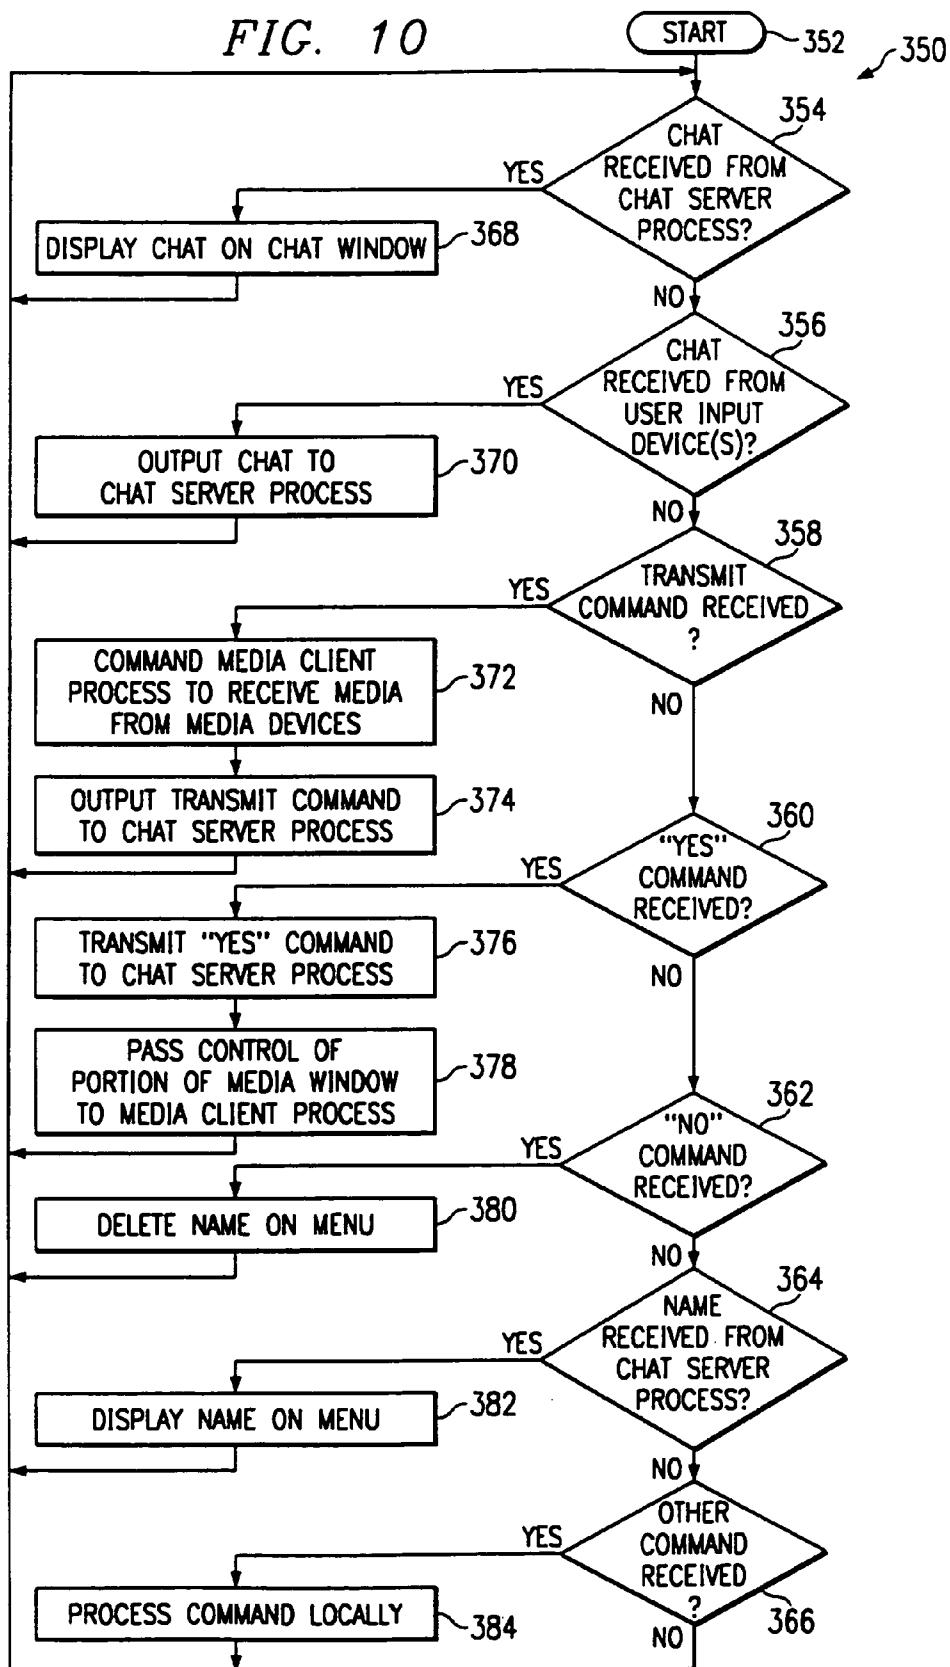 FIG. 10
START
352
350
354
CHAT
RECEIVED FROM
CHAT SERVER
PROCESS?
YES
DISPLAY CHAT ON CHAT WINDOW
368
NO
356
CHAT
RECEIVED FROM
USER INPUT
DEVICE(S)?
YES
OUTPUT CHAT TO
CHAT SERVER PROCESS
370
NO
358
TRANSMIT
COMMAND RECEIVED
?
YES
COMMAND MEDIA CLIENT
PROCESS TO RECEIVE MEDIA
FROM MEDIA DEVICES
372
NO
OUTPUT TRANSMIT COMMAND
TO CHAT SERVER PROCESS
374
360
"YES"
COMMAND
RECEIVED?
YES
TRANSMIT "YES" COMMAND
TO CHAT SERVER PROCESS
376
NO
PASS CONTROL OF
PORTION OF MEDIA WINDOW
TO MEDIA CLIENT PROCESS
378
362
"NO"
COMMAND
RECEIVED?
YES
DELETE NAME ON MENU
380
NO
364
NAME
RECEIVED FROM
CHAT SERVER
PROCESS?
YES
DISPLAY NAME ON MENU
382
NO
OTHER
COMMAND
RECEIVED
?
YES
366
PROCESS COMMAND LOCALLY
384
NO